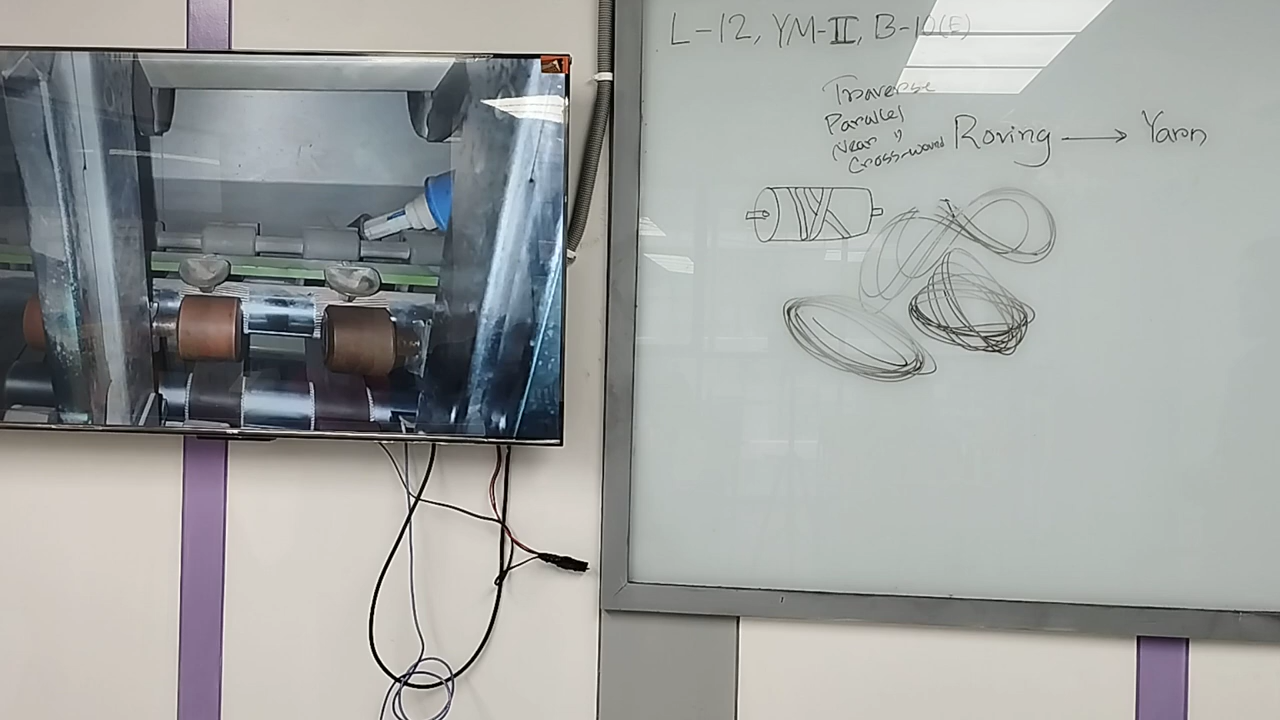 L-12, YM-II, B-10(E)
Traverse
Parallel
Near "
Cross-wound
Roving → Yarn